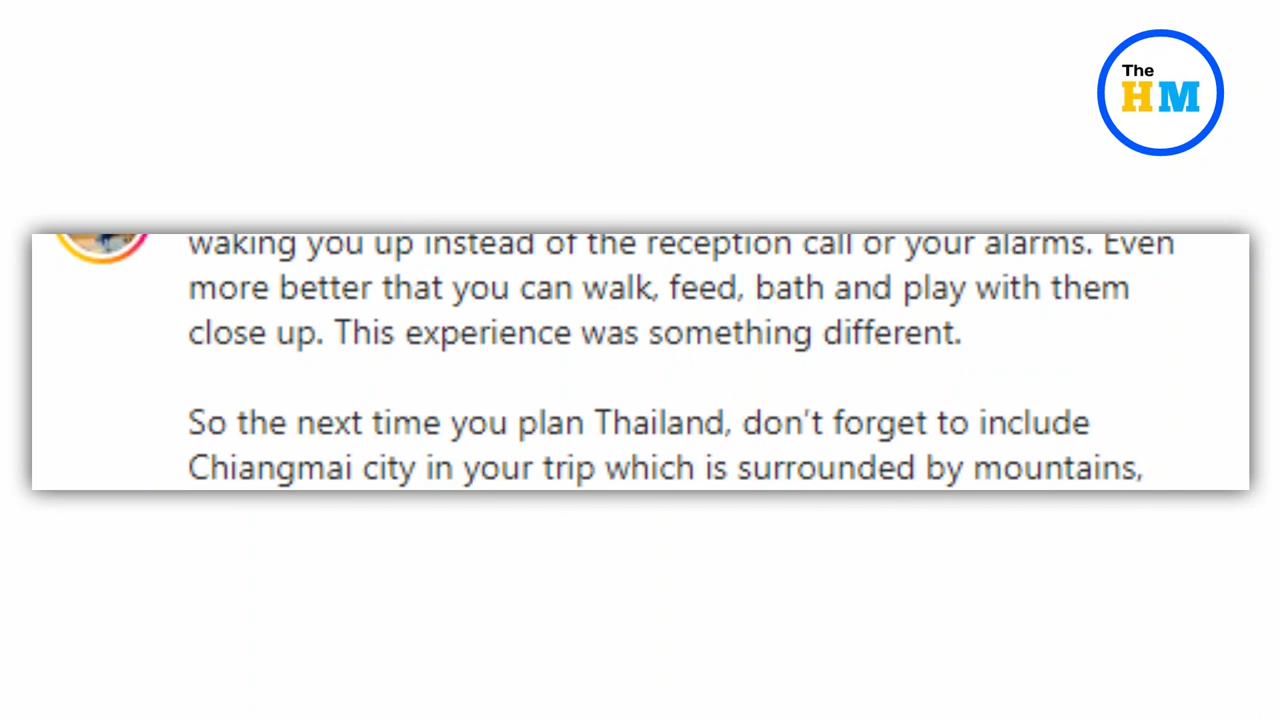 The
HM
waking you up instead of the reception call or your alarms. Even
more better that you can walk, feed, bath and play with them
close up. This experience was something different.
So the next time you plan Thailand, don't forget to include
Chiangmai city in your trip which is surrounded by mountains,